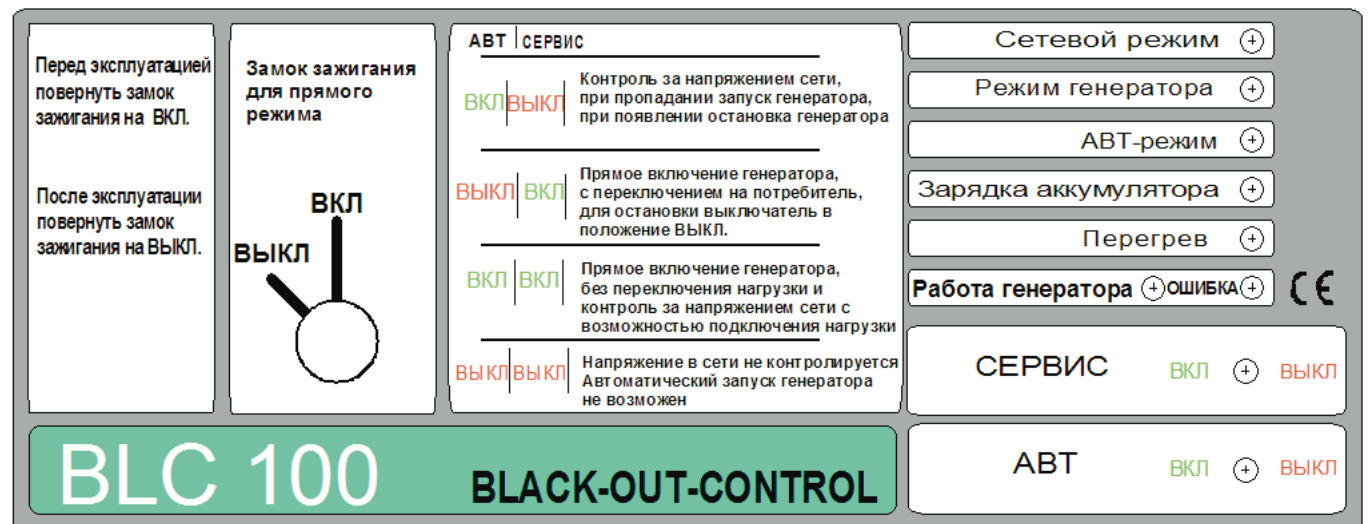 Перед эксплуатацией
повернуть замок
зажигания на ВКЛ.
После эксплуатации
повернуть замок
зажигания на ВЫКЛ.
Замок зажигания
для прямого
режима
ВКЛ
ВЫКЛ
АВТ СЕРВИС
ВКЛ ВЫКЛ
Контроль за напряжением сети,
при пропадании запуск генератора,
при появлении остановка генератора
ВЫКЛ ВКЛ
Прямое включение генератора,
с переключением на потребитель,
для остановки выключатель в
положение ВЫКЛ.
ВКЛ ВКЛ
Прямое включение генератора,
без переключения нагрузки и
контроль за напряжением сети с
возможностью подключения нагрузки
ВЫКЛ ВЫКЛ
Напряжение в сети не контролируется
Автоматический запуск генератора
не возможен
Сетевой режим
Режим генератора
АВТ-режим
Зарядка аккумулятора
Перегрев
Работа генератора ОШИБКА
CE
СЕРВИС ВКЛ ВЫКЛ
АВТ ВКЛ ВЫКЛ
BLC 100 BLACK-OUT-CONTROL